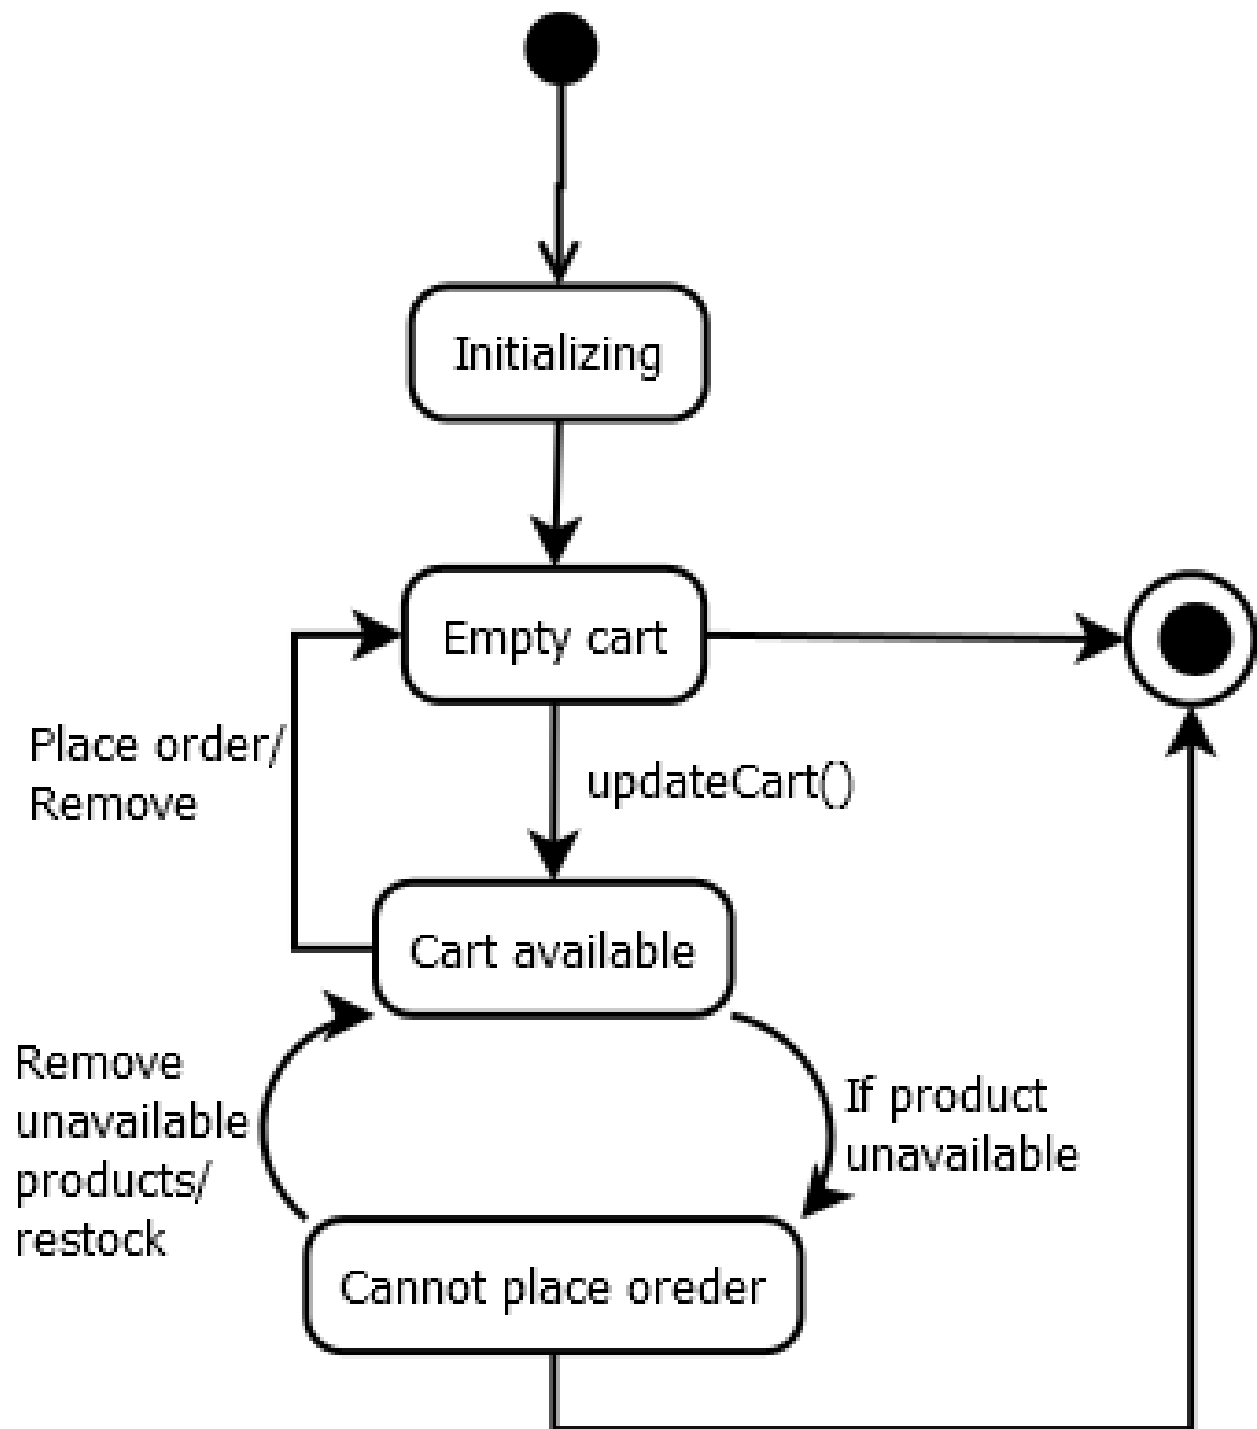 Initializing
Empty cart
Place order/
Remove
updateCart()
Cart available
Remove
unavailable
products/
restock
If product
unavailable
Cannot place oreder